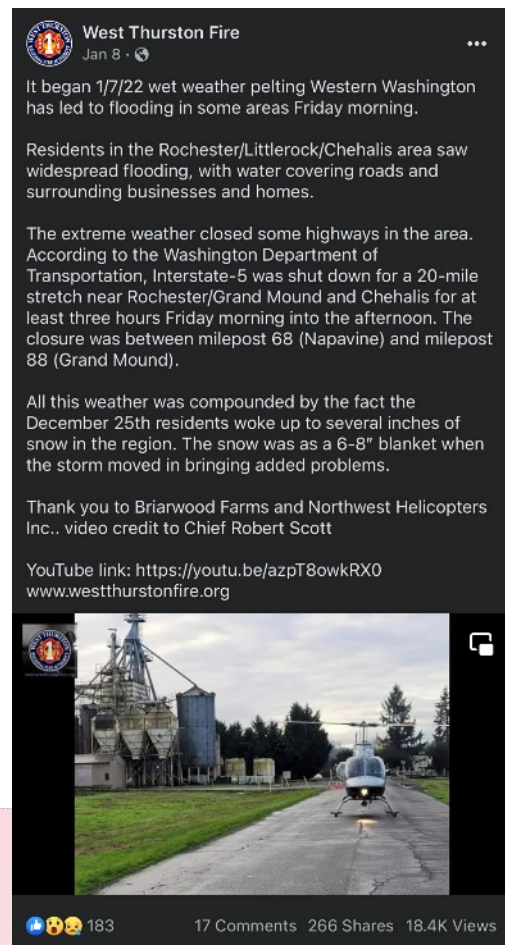 West Thurston Fire
Jan 8 ·
It began 1/7/22 wet weather pelting Western Washington
has led to flooding in some areas Friday morning.
Residents in the Rochester/Littlerock/Chehalis area saw
widespread flooding, with water covering roads and
surrounding businesses and homes.
The extreme weather closed some highways in the area.
According to the Washington Department of
Transportation, Interstate-5 was shut down for a 20-mile
stretch near Rochester/Grand Mound and Chehalis for at
least three hours Friday morning into the afternoon. The
closure was between milepost 68 (Napavine) and milepost
88 (Grand Mound).
All this weather was compounded by the fact the
December 25th residents woke up to several inches of
snow in the region. The snow was as a 6-8" blanket when
the storm moved in bringing added problems.
Thank you to Briarwood Farms and Northwest Helicopters
Inc.. video credit to Chief Robert Scott
YouTube link: https://youtu.be/azpT8owkRX0
www.westthurstonfire.org
WEST THURSTON
183
17 Comments 266 Shares 18.4K Views